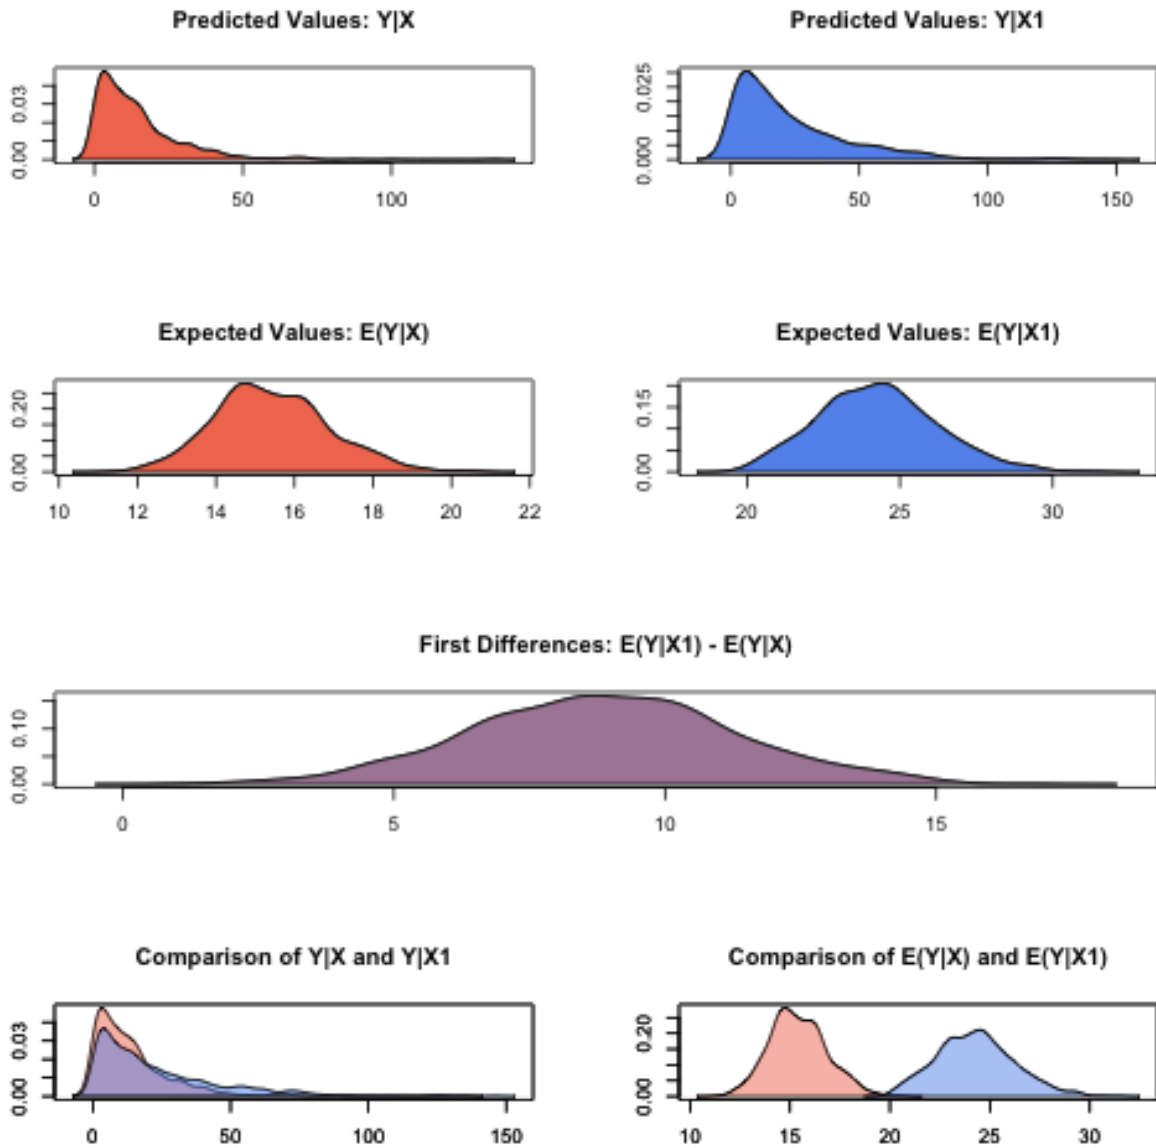 Predicted Values: Y|X
0.00 0.03
0 50 100
Predicted Values: Y|X1
0.000 0.025
0 50 100 150
Expected Values: E(Y|X)
0.00 0.20
10 12 14 16 18 20 22
Expected Values: E(Y|X1)
0.00 0.15
20 25 30
First Differences: E(Y|X1) - E(Y|X)
0.00 0.10
0 5 10 15
Comparison of Y|X and Y|X1
0.00 0.03
0 50 100 150
Comparison of E(Y|X) and E(Y|X1)
0.00 0.20
10 15 20 25 30